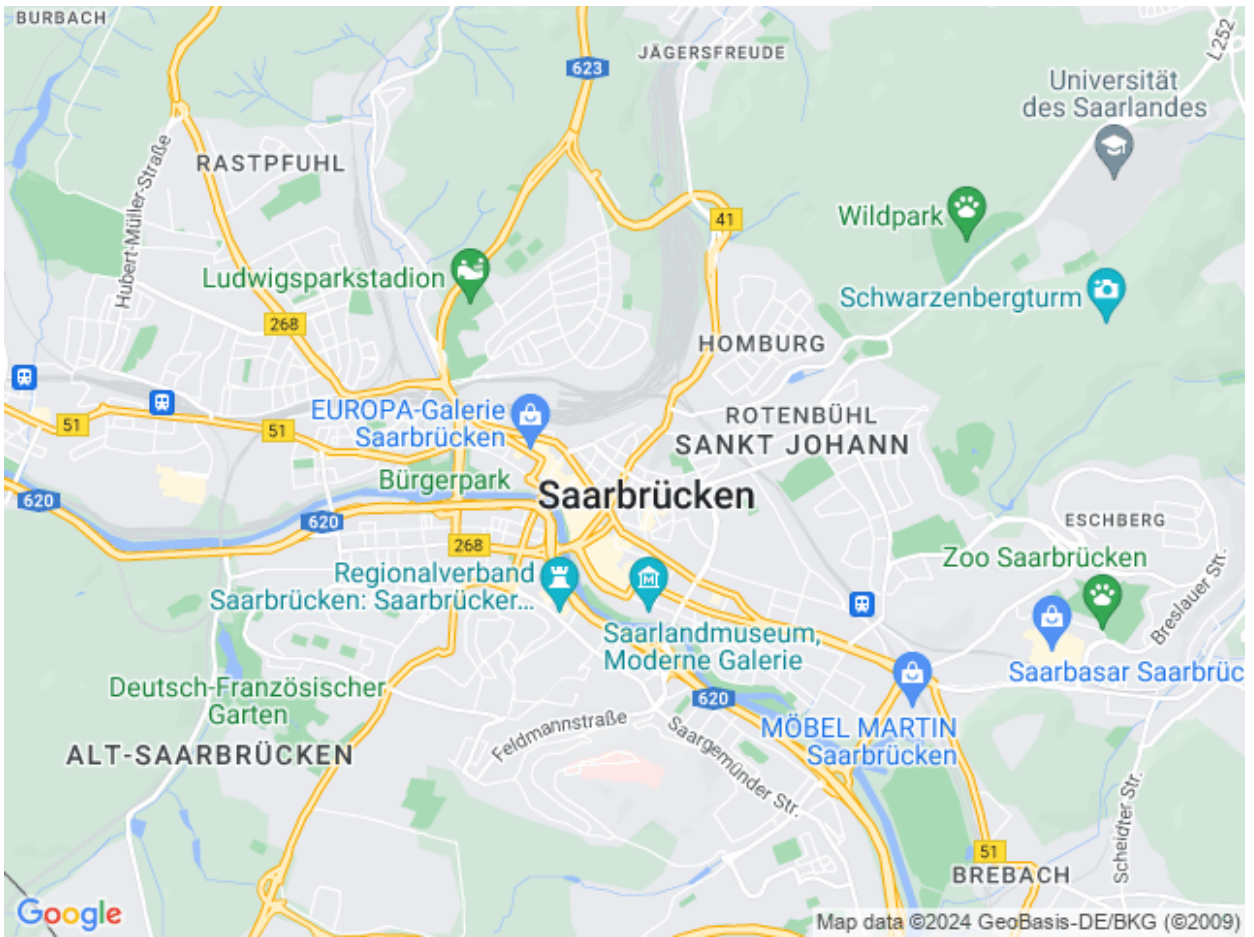 BURBACH
L252
JÄGERSFREUDE
623
Universität
des Saarlandes
RASTPFUHL
Hubert-Müller-Straße
Wildpark
41
Ludwigsparkstadion
Schwarzenbergturm
268
HOMBURG
EUROPA-Galerie
Saarbrücken
ROTENBÜHL
SANKT JOHANN
51
51
Bürgerpark
Saarbrücken
620
620
ESCHBERG
268
Zoo Saarbrücken
Regionalverband
Saarbrücken: Saarbrücker...
M
Breslauer Str.
Saarlandmuseum,
Moderne Galerie
Saarbasar Saarbrüc
Deutsch-Französischer
Garten
620
Feldmannstraße
Saargemünder Str.
MÖBEL MARTIN
Saarbrücken
ALT-SAARBRÜCKEN
Scheidter Str.
51
BREBACH
Google
Map data ©2024 GeoBasis-DE/BKG (©2009)